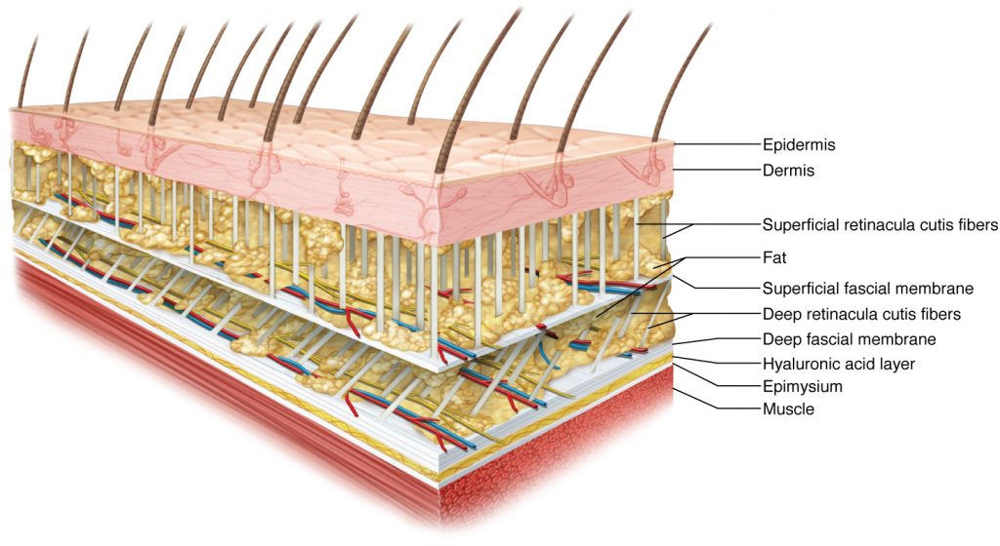 Epidermis
Dermis
Superficial retinacula cutis fibers
Fat
Superficial fascial membrane
Deep retinacula cutis fibers
Deep fascial membrane
Hyaluronic acid layer
Epimysium
Muscle